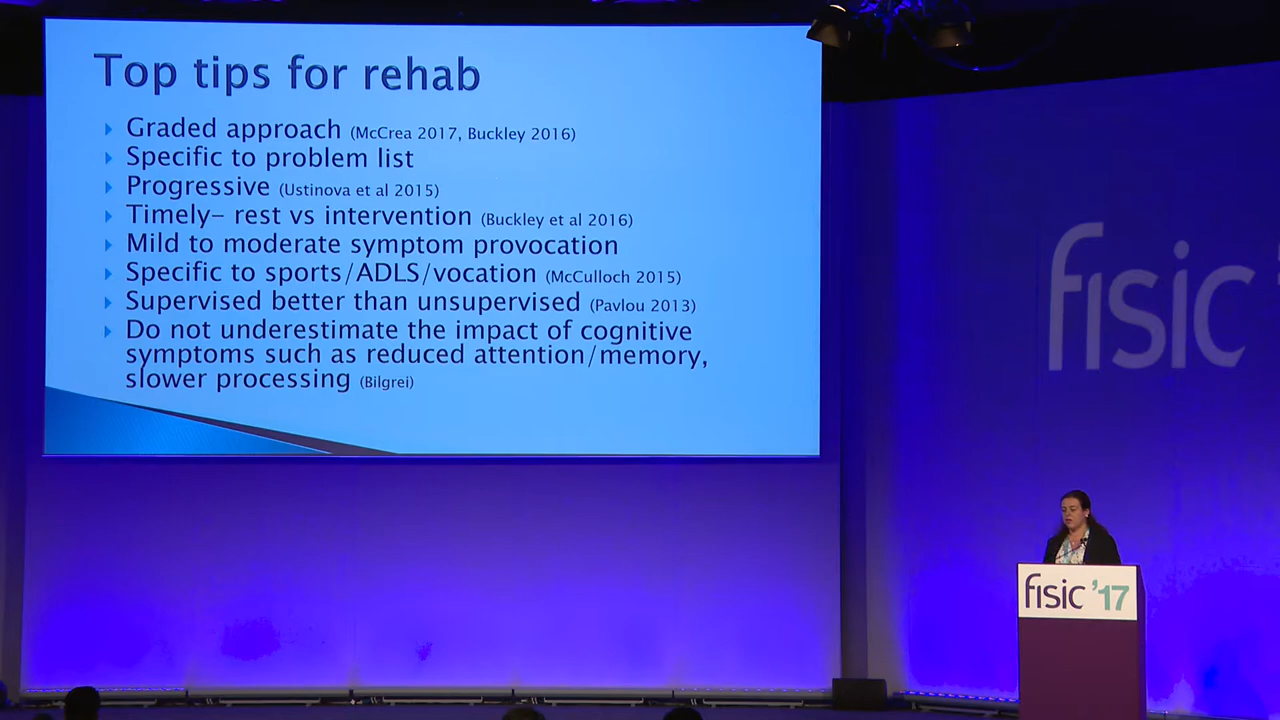 Top tips for rehab
Graded approach (McCrea 2017, Buckley 2016)
Specific to problem list
Progressive (Ustinova et al 2015)
Timely- rest vs intervention (Buckley et al 2016)
Mild to moderate symptom provocation
Specific to sports/ADLS/vocation (McCulloch 2015)
Supervised better than unsupervised (Pavlou 2013)
Do not underestimate the impact of cognitive
symptoms such as reduced attention/memory,
slower processing (Bilgrei)
fisic '
fisic '17